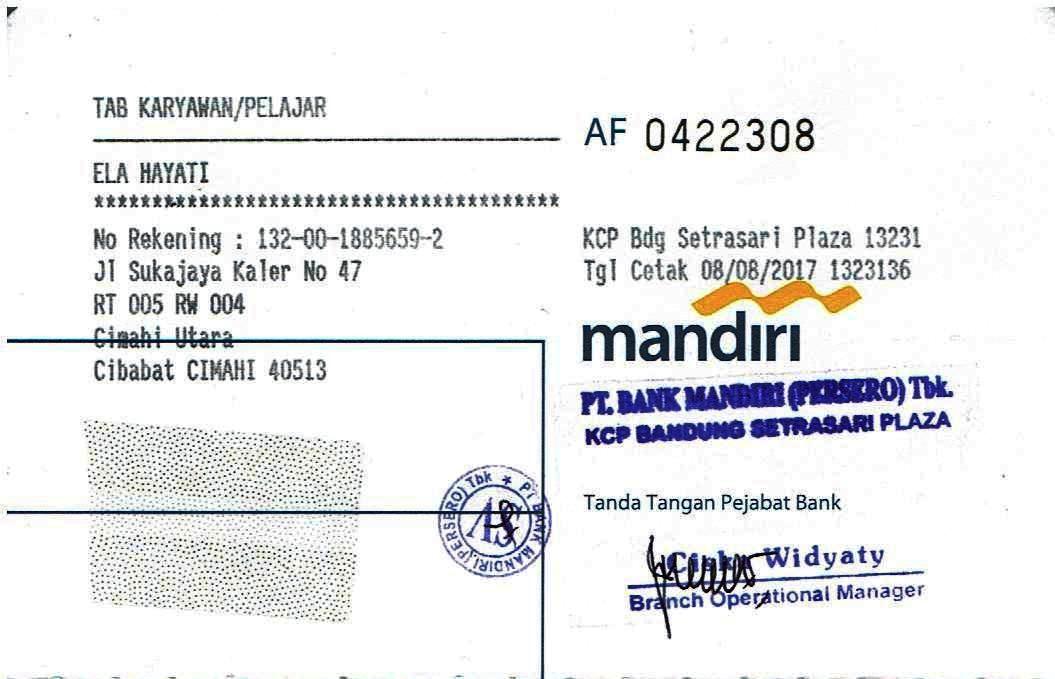 TAB KARYAWAN/PELAJAR
AF 0422308
ELA HAYATI
****************************************
No Rekening : 132-00-1885659-2
Jl Sukajaya Kaler No 47
RT 005 RW 004
Cimahi Utara
Cibabat CIMAHI 40513
KCP Bdg Setrasari Plaza 13231
Tgl Cetak 08/08/2017 1323136
mandiri
PT. BANK MANDIRI (PERSERO) Tbk.
KCP BANDUNG SETRASARI PLAZA
PT BANK MANDIRI (PERSERO) Tbk *
Tanda Tangan Pejabat Bank
Widyaty
Branch Operational Manager